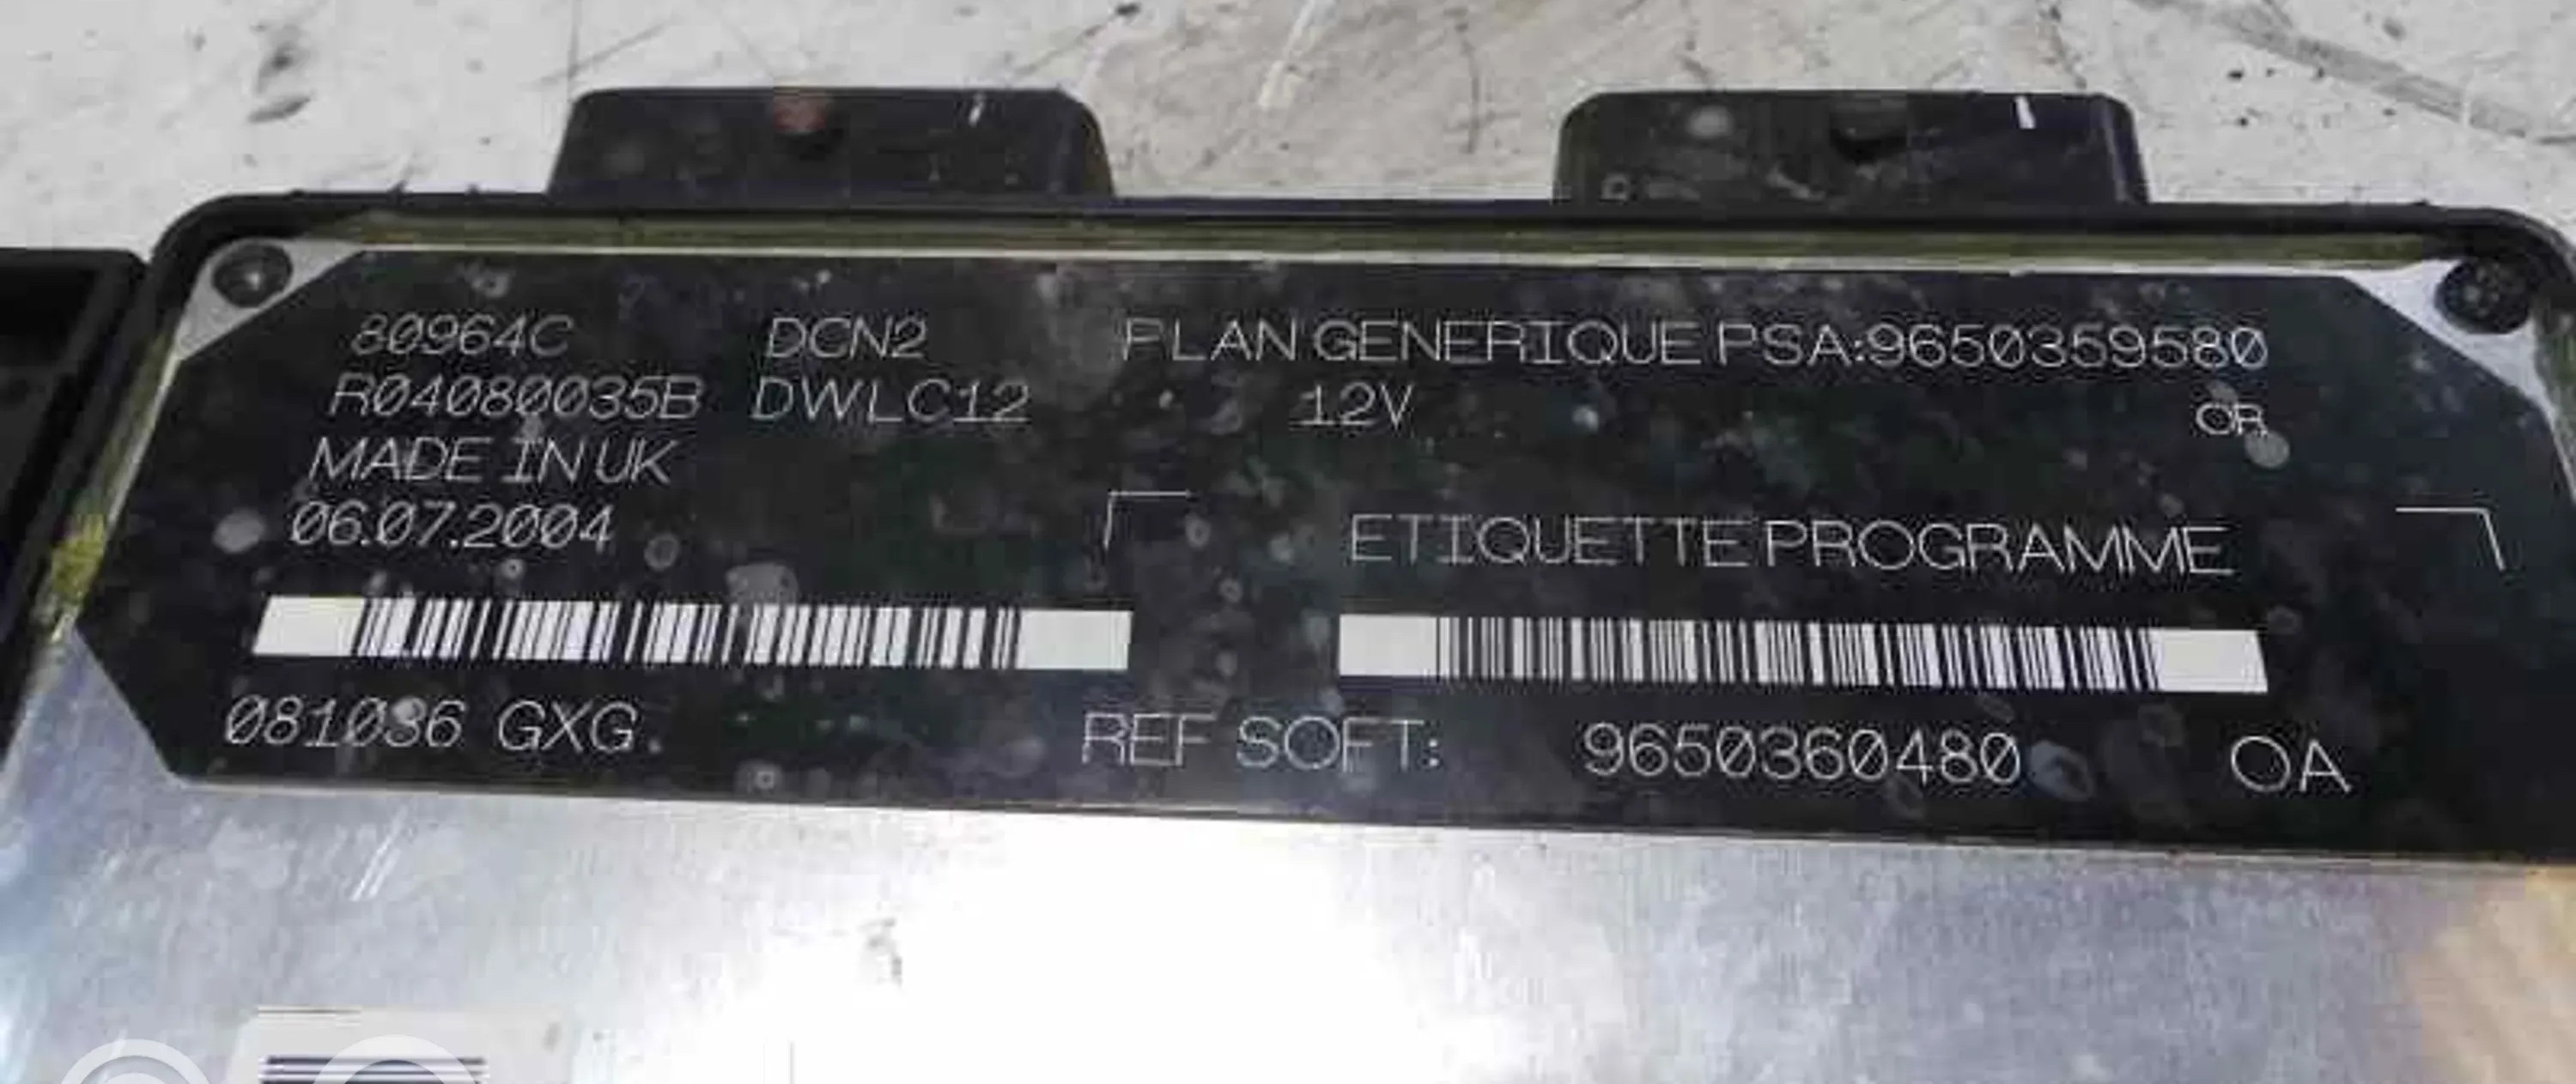 80964C DCN2 PLAN GENERIQUE PSA:9650359580
R04080035B DWLC12 12V OR
MADE IN UK
06.07.2004 ETIQUETTE PROGRAMME
081036 GXG REF SOFT: 9650360480 OA